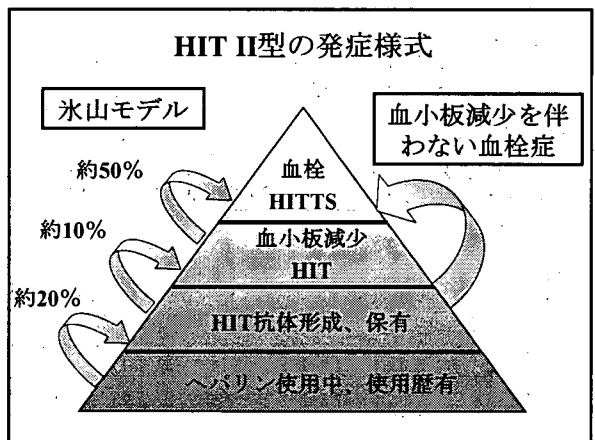 HIT II型の発症様式
氷山モデル
血小板減少を伴
わない血栓症
約50%
血栓
HITTS
約10%
血小板減少
HIT
約20%
HIT抗体形成、保有
ヘパリン使用中、使用歴有